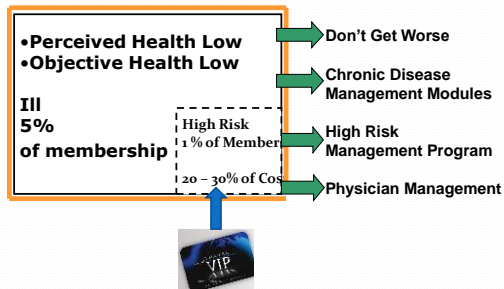 •Perceived Health Low
•Objective Health Low
Ill
5%
of membership
High Risk
1% of Member
20 – 30% of Cos
Don't Get Worse
Chronic Disease
Management Modules
High Risk
Management Program
Physician Management
VIP